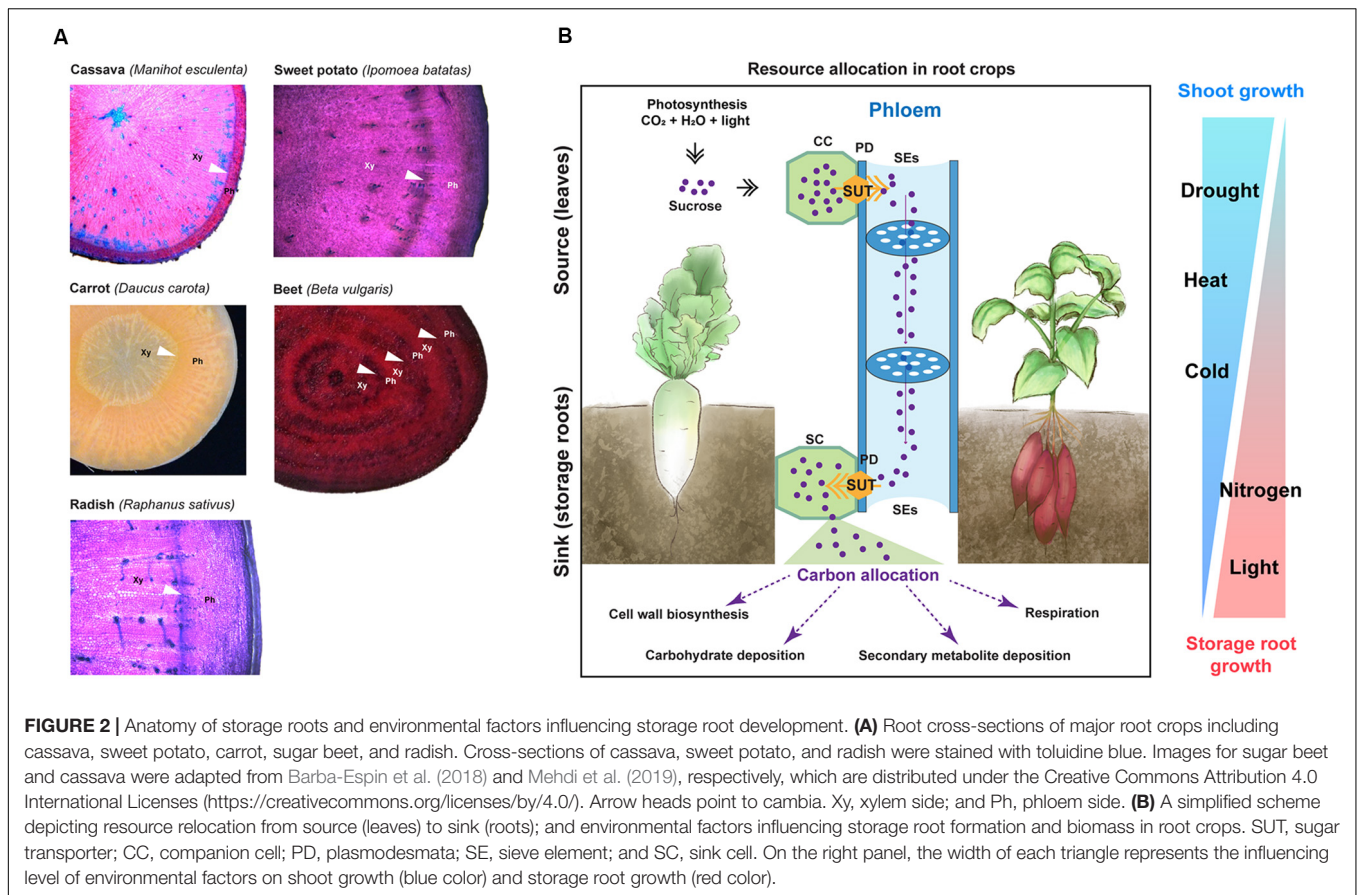 A
Cassava (Manihot esculenta)
Xy
Ph
Sweet potato (Ipomoea batatas)
Xy
Ph
Carrot (Daucus carota)
Xy
Ph
Beet (Beta vulgaris)
Ph
Xy
Ph
Xy
Ph
Xy
Radish (Raphanus sativus)
Xy
Ph
B
Resource allocation in root crops
Source (leaves)
Sink (storage roots)
Photosynthesis
CO₂ + H₂O + light
Sucrose
Phloem
CC
PD
SEs
SUT
SC
PD
SUT
SEs
Carbon allocation
Cell wall biosynthesis
Respiration
Carbohydrate deposition
Secondary metabolite deposition
Shoot growth
Drought
Heat
Cold
Nitrogen
Light
Storage root
growth
FIGURE 2 | Anatomy of storage roots and environmental factors influencing storage root development. (A) Root cross-sections of major root crops including
cassava, sweet potato, carrot, sugar beet, and radish. Cross-sections of cassava, sweet potato, and radish were stained with toluidine blue. Images for sugar beet
and cassava were adapted from Barba-Espin et al. (2018) and Mehdi et al. (2019), respectively, which are distributed under the Creative Commons Attribution 4.0
International Licenses (https://creativecommons.org/licenses/by/4.0/). Arrow heads point to cambia. Xy, xylem side; and Ph, phloem side. (B) A simplified scheme
depicting resource relocation from source (leaves) to sink (roots); and environmental factors influencing storage root formation and biomass in root crops. SUT, sugar
transporter; CC, companion cell; PD, plasmodesmata; SE, sieve element; and SC, sink cell. On the right panel, the width of each triangle represents the influencing
level of environmental factors on shoot growth (blue color) and storage root growth (red color).